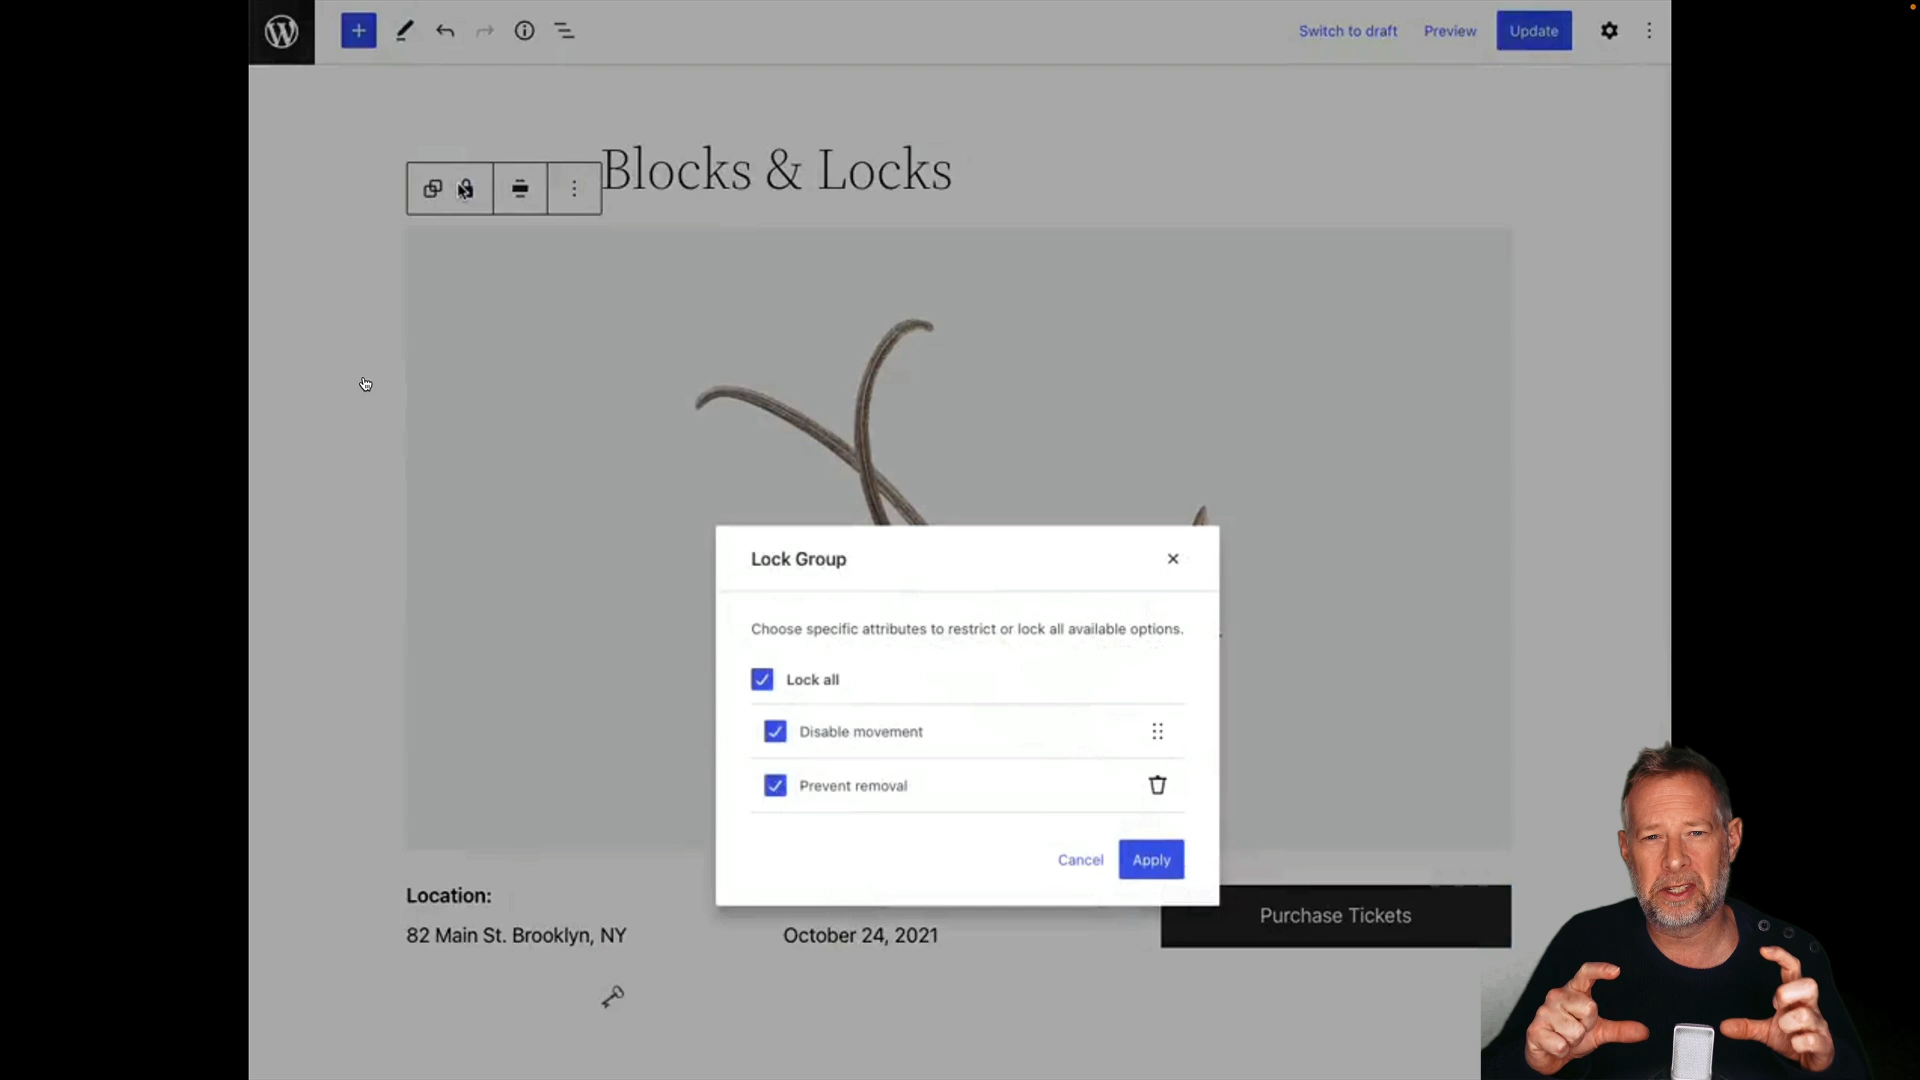 Switch to draft
Preview
Update
Blocks & Locks
Lock Group
Choose specific attributes to restrict or lock all available options.
Lock all
Disable movement
Prevent removal
Cancel
Apply
Location:
82 Main St. Brooklyn, NY
October 24, 2021
Purchase Tickets